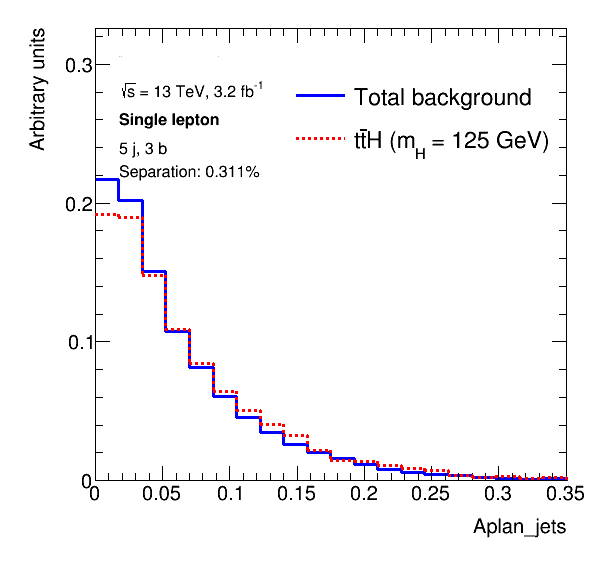 Arbitrary units
0.3
0.2
0.1
0
√s = 13 TeV, 3.2 fb⁻¹
Single lepton
5 j, 3 b
Separation: 0.311%
Total background
tt̄H (m_H = 125 GeV)
0 0.05 0.1 0.15 0.2 0.25 0.3 0.35
Aplan_jets